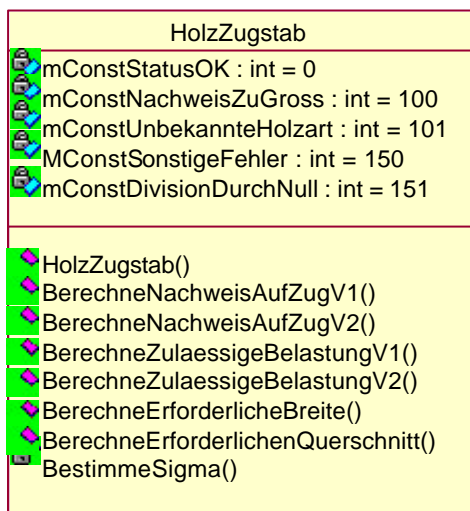 HolzZugstab
mConstStatusOK : int = 0
mConstNachweisZuGross : int = 100
mConstUnbekannteHolzart : int = 101
MConstSonstigeFehler : int = 150
mConstDivisionDurchNull : int = 151
HolzZugstab()
BerechneNachweisAufZugV1()
BerechneNachweisAufZugV2()
BerechneZulaessigeBelastungV1()
BerechneZulaessigeBelastungV2()
BerechneErforderlicheBreite()
BerechneErforderlichenQuerschnitt()
BestimmeSigma()